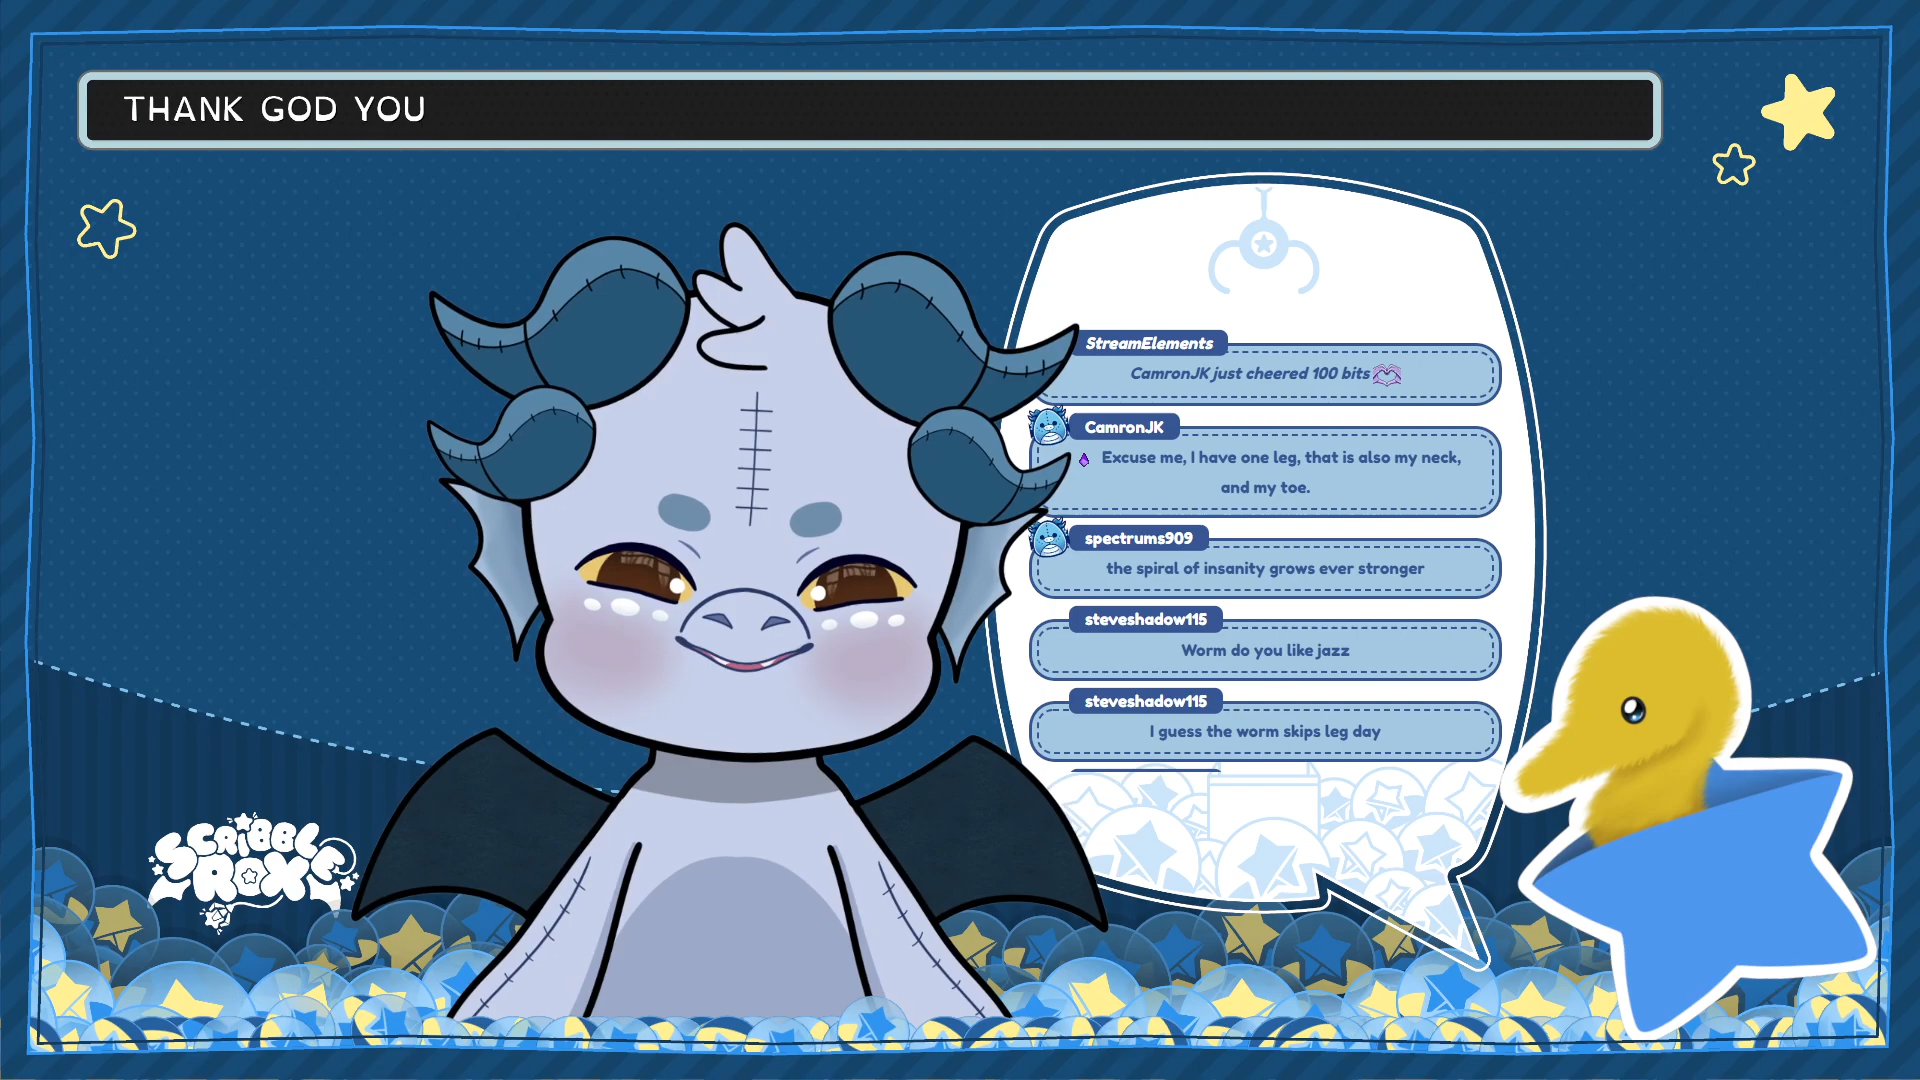 THANK GOD YOU
StreamElements
CamronJK just cheered 100 bits
CamronJK
Excuse me, I have one leg, that is also my neck,
and my toe.
spectrums909
the spiral of insanity grows ever stronger
steveshadow115
Worm do you like jazz
steveshadow115
I guess the worm skips leg day
SCRIBBLE
ROX